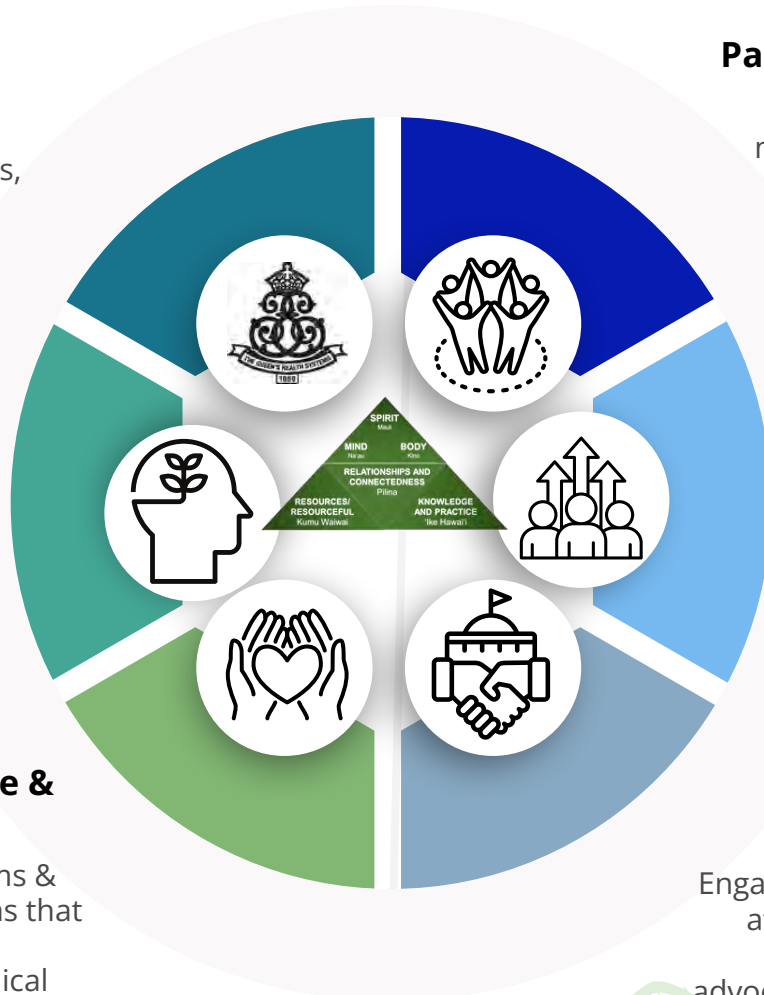 Pa
s,
THE QUEEN'S HEALTH SYSTEMS
1859
SPIRIT
Mauli
MIND BODY
Na'au Kino
RELATIONSHIPS AND
CONNECTEDNESS
Pilina
RESOURCES/ KNOWLEDGE
RESOURCEFUL AND PRACTICE
Kumu Waiwai 'Ike Hawai'i
e &
ns &
Enga
s that
a
ical
advoc